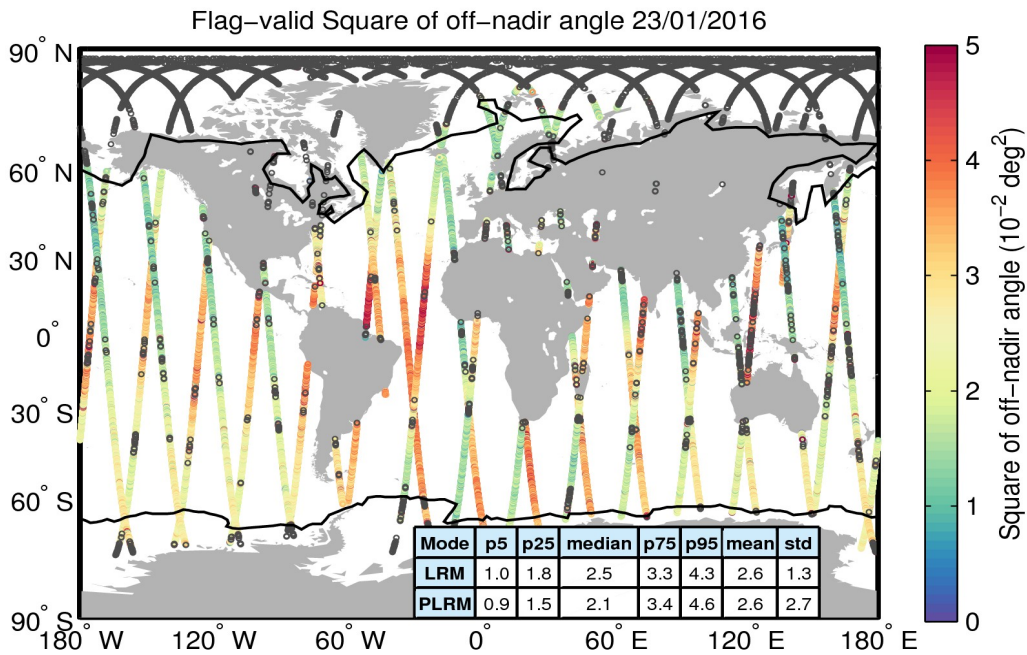 Flag−valid Square of off−nadir angle 23/01/2016
90° N
60° N
30° N
0°
30° S
60° S
90° S
180° W
120° W
60° W
0°
60° E
120° E
180° E
5
4
3
2
1
0
Square of off−nadir angle (10⁻² deg²)
Mode p5 p25 median p75 p95 mean std
LRM 1.0 1.8 2.5 3.3 4.3 2.6 1.3
PLRM 0.9 1.5 2.1 3.4 4.6 2.6 2.7